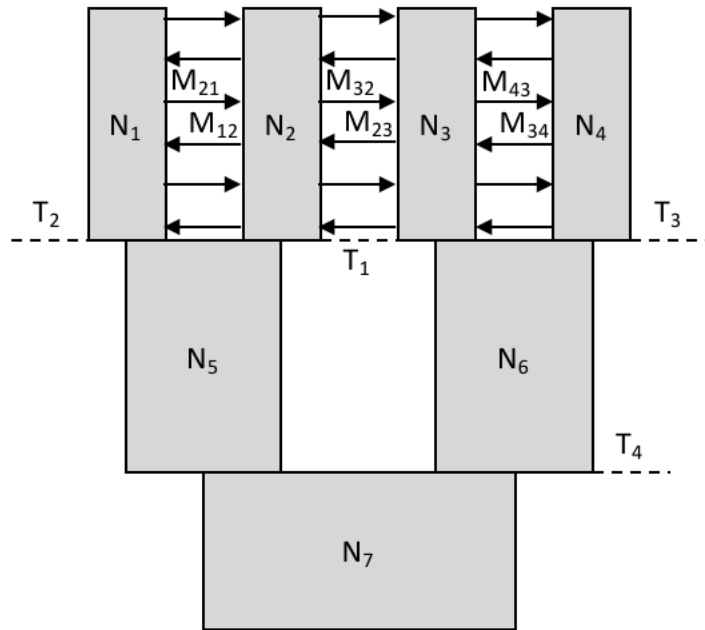 M₂₁ M₃₂ M₄₃
N₁ M₁₂ N₂ M₂₃ N₃ M₃₄ N₄
T₂ T₃
T₁
N₅ N₆
T₄
N₇